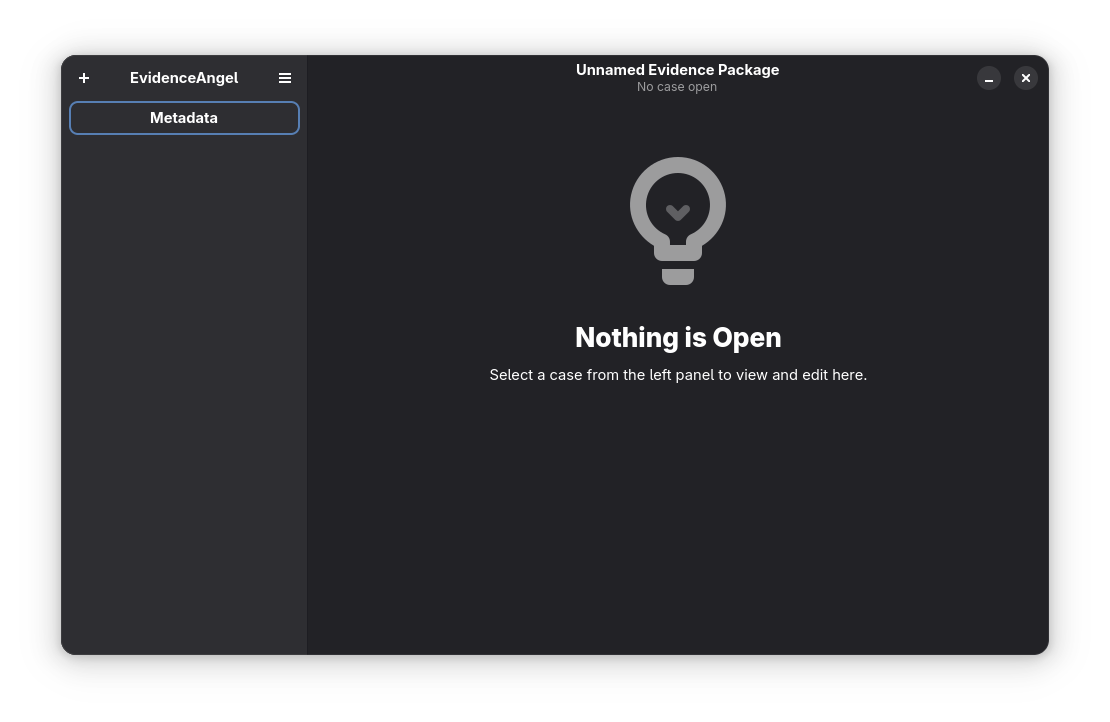 EvidenceAngel
Metadata
Unnamed Evidence Package
No case open
Nothing is Open
Select a case from the left panel to view and edit here.